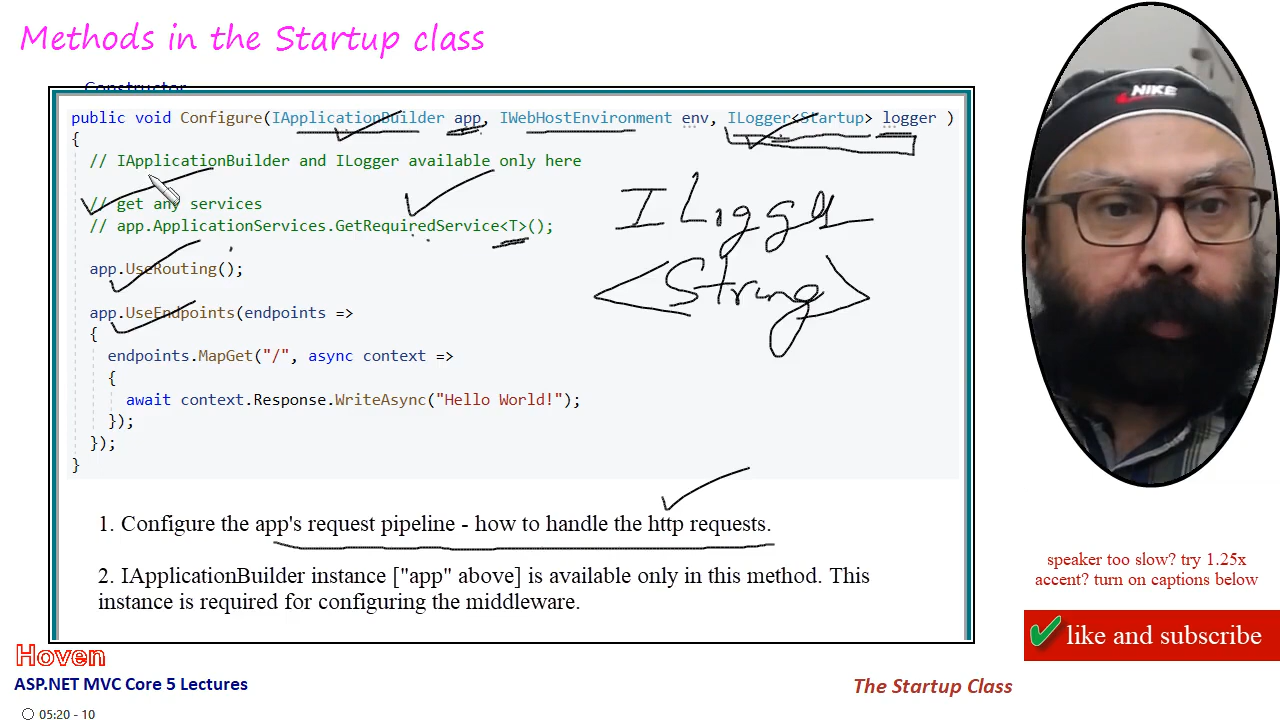 Methods in the Startup class
Constructor
public void Configure(IApplicationBuilder app, IWebHostEnvironment env, ILogger<Startup> logger )
{
// IApplicationBuilder and ILogger available only here
// get any services
// app.ApplicationServices.GetRequiredService<T>();
app.UseRouting();
app.UseEndpoints(endpoints =>
{
endpoints.MapGet("/", async context =>
{
await context.Response.WriteAsync("Hello World!");
});
});
}
ILogger
<String>
1. Configure the app's request pipeline - how to handle the http requests.
2. IApplicationBuilder instance ["app" above] is available only in this method. This
instance is required for configuring the middleware.
NIKE
speaker too slow? try 1.25x
accent? turn on captions below
like and subscribe
Hoven
ASP.NET MVC Core 5 Lectures
The Startup Class
05:20 - 10